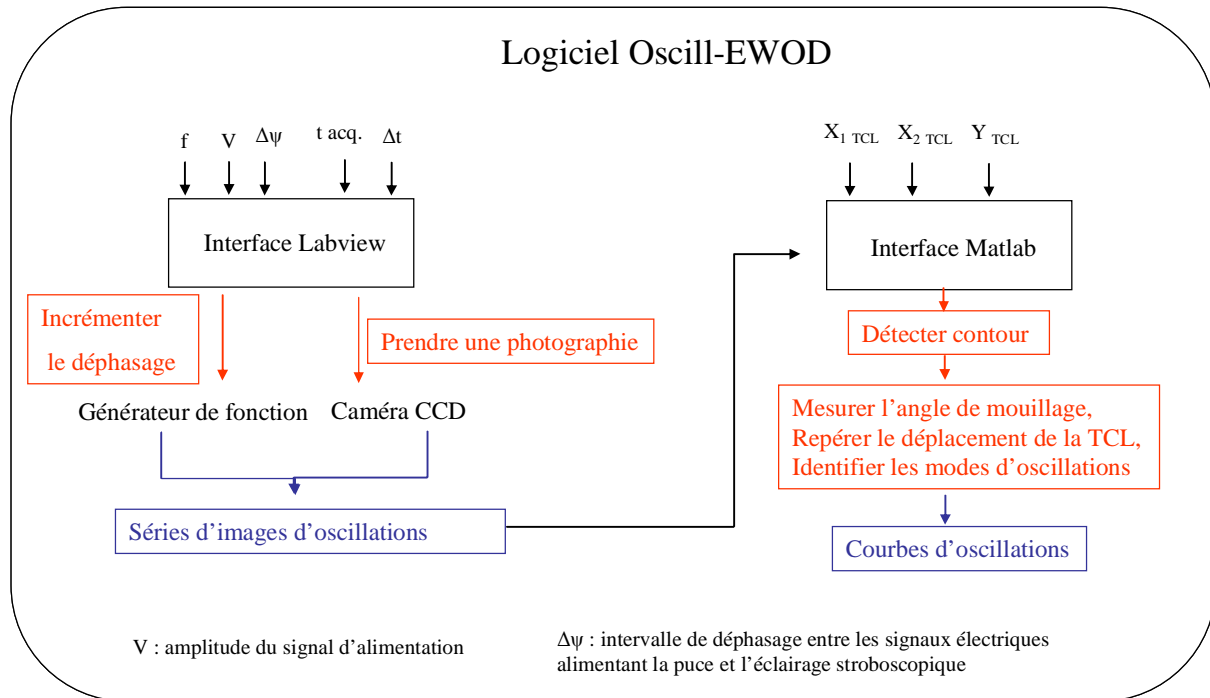 Logiciel Oscill-EWOD
f V Δψ t acq. Δt
Interface Labview
Incrémenter
le déphasage
Prendre une photographie
Générateur de fonction
Caméra CCD
Séries d’images d’oscillations
X1 TCL X2 TCL Y TCL
Interface Matlab
Détecter contour
Mesurer l’angle de mouillage,
Repérer le déplacement de la TCL,
Identifier les modes d’oscillations
Courbes d’oscillations
V : amplitude du signal d’alimentation
Δψ : intervalle de déphasage entre les signaux électriques
alimentant la puce et l’éclairage stroboscopique